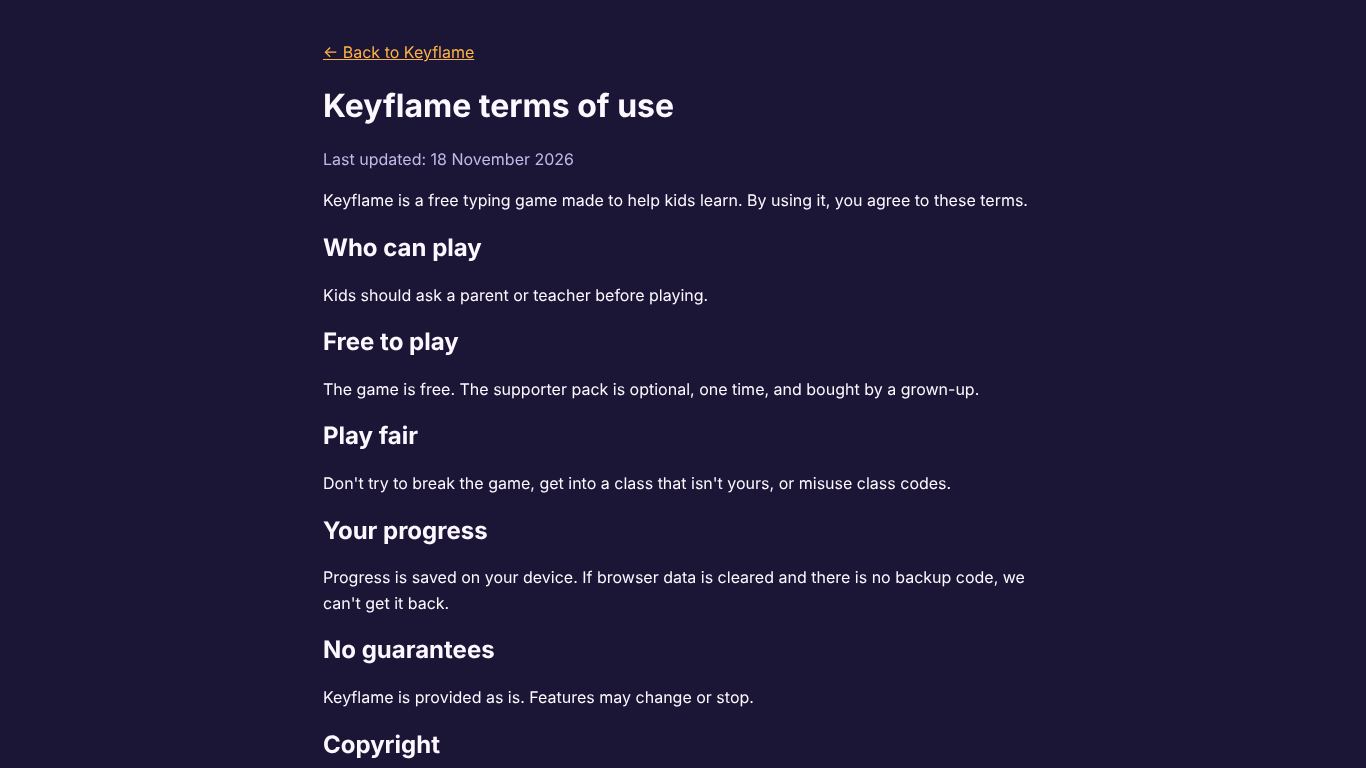 ← Back to Keyflame
Keyflame terms of use
Last updated: 18 November 2026
Keyflame is a free typing game made to help kids learn. By using it, you agree to these terms.
Who can play
Kids should ask a parent or teacher before playing.
Free to play
The game is free. The supporter pack is optional, one time, and bought by a grown-up.
Play fair
Don't try to break the game, get into a class that isn't yours, or misuse class codes.
Your progress
Progress is saved on your device. If browser data is cleared and there is no backup code, we
can't get it back.
No guarantees
Keyflame is provided as is. Features may change or stop.
Copyright